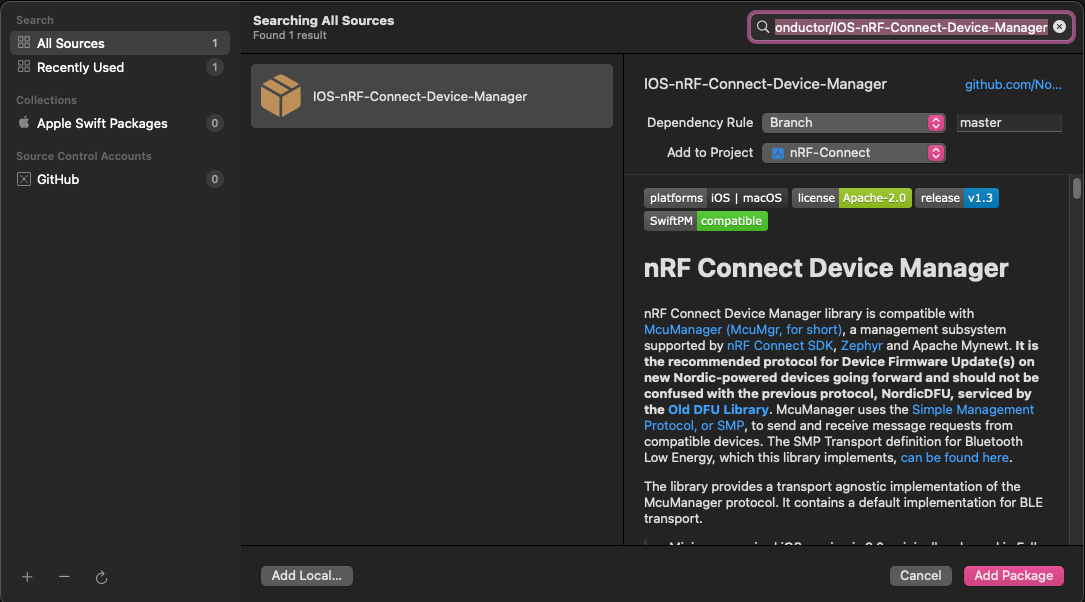 Search
All Sources 1
Recently Used 1
Collections
Apple Swift Packages 0
Source Control Accounts
GitHub 0
Searching All Sources
Found 1 result
onductor/IOS-nRF-Connect-Device-Manager
IOS-nRF-Connect-Device-Manager
IOS-nRF-Connect-Device-Manager github.com/No...
Dependency Rule Branch master
Add to Project nRF-Connect
platforms iOS | macOS license Apache-2.0 release v1.3
SwiftPM compatible
nRF Connect Device Manager
nRF Connect Device Manager library is compatible with
McuManager (McuMgr, for short), a management subsystem
supported by nRF Connect SDK, Zephyr and Apache Mynewt. It is
the recommended protocol for Device Firmware Update(s) on
new Nordic-powered devices going forward and should not be
confused with the previous protocol, NordicDFU, serviced by
the Old DFU Library. McuManager uses the Simple Management
Protocol, or SMP, to send and receive message requests from
compatible devices. The SMP Transport definition for Bluetooth
Low Energy, which this library implements, can be found here.
The library provides a transport agnostic implementation of the
McuManager protocol. It contains a default implementation for BLE
transport.
Add Local...
Cancel
Add Package